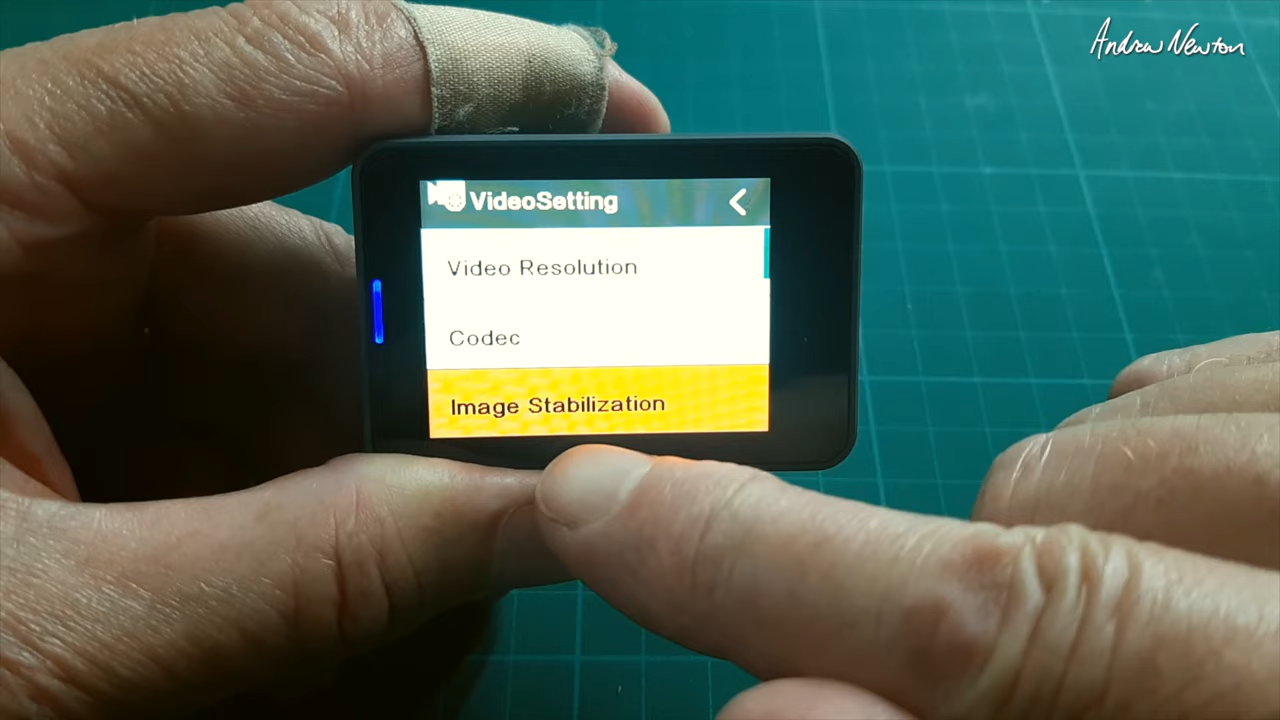 Andrew Newton
VideoSetting
Video Resolution
Codec
Image Stabilization